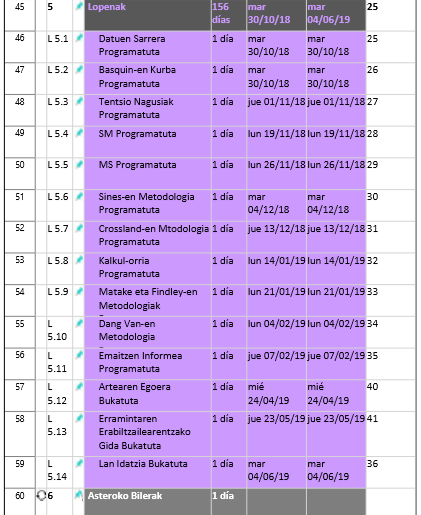 45 5 Lopenak 156 mar mar 25
días 30/10/18 04/06/19
46 L 5.1 Datuen Sarrera 1 día mar mar 25
Programatuta 30/10/18 30/10/18
47 L 5.2 Basquin-en Kurba 1 día mar mar 26
Programatuta 30/10/18 30/10/18
48 L 5.3 Tentsio Nagusiak 1 día jue 01/11/18 jue 01/11/18 27
Programatuta
49 L 5.4 SM Programatuta 1 día lun 19/11/18 lun 19/11/18 28
50 L 5.5 MS Programatuta 1 día lun 26/11/18 lun 26/11/18 29
51 L 5.6 Sines-en Metodologia 1 día mar mar 30
Programatuta 04/12/18 04/12/18
52 L 5.7 Crossland-en Mtodologia 1 día jue 13/12/18 jue 13/12/18 31
Programatuta
53 L 5.8 Kalkul-orria 1 día lun 14/01/19 lun 14/01/19 32
Programatuta
54 L 5.9 Matake eta Findley-en 1 día lun 21/01/19 lun 21/01/19 33
Metodologiak
55 L Dang Van-en 1 día lun 04/02/19 lun 04/02/19 34
5.10 Metodologia
56 L Emaitzen Informea 1 día jue 07/02/19 jue 07/02/19 35
5.11 Programatuta
57 L Artearen Egoera 1 día mié mié 40
5.12 Bukatuta 24/04/19 24/04/19
58 L Erramintaren 1 día jue 23/05/19 jue 23/05/19 41
5.13 Erabiltzailearentzako
Gida Bukatuta
59 L Lan Idatzia Bukatuta 1 día mar mar 36
5.14 04/06/19 04/06/19
60 6 Asteroko Bilerak 1 día